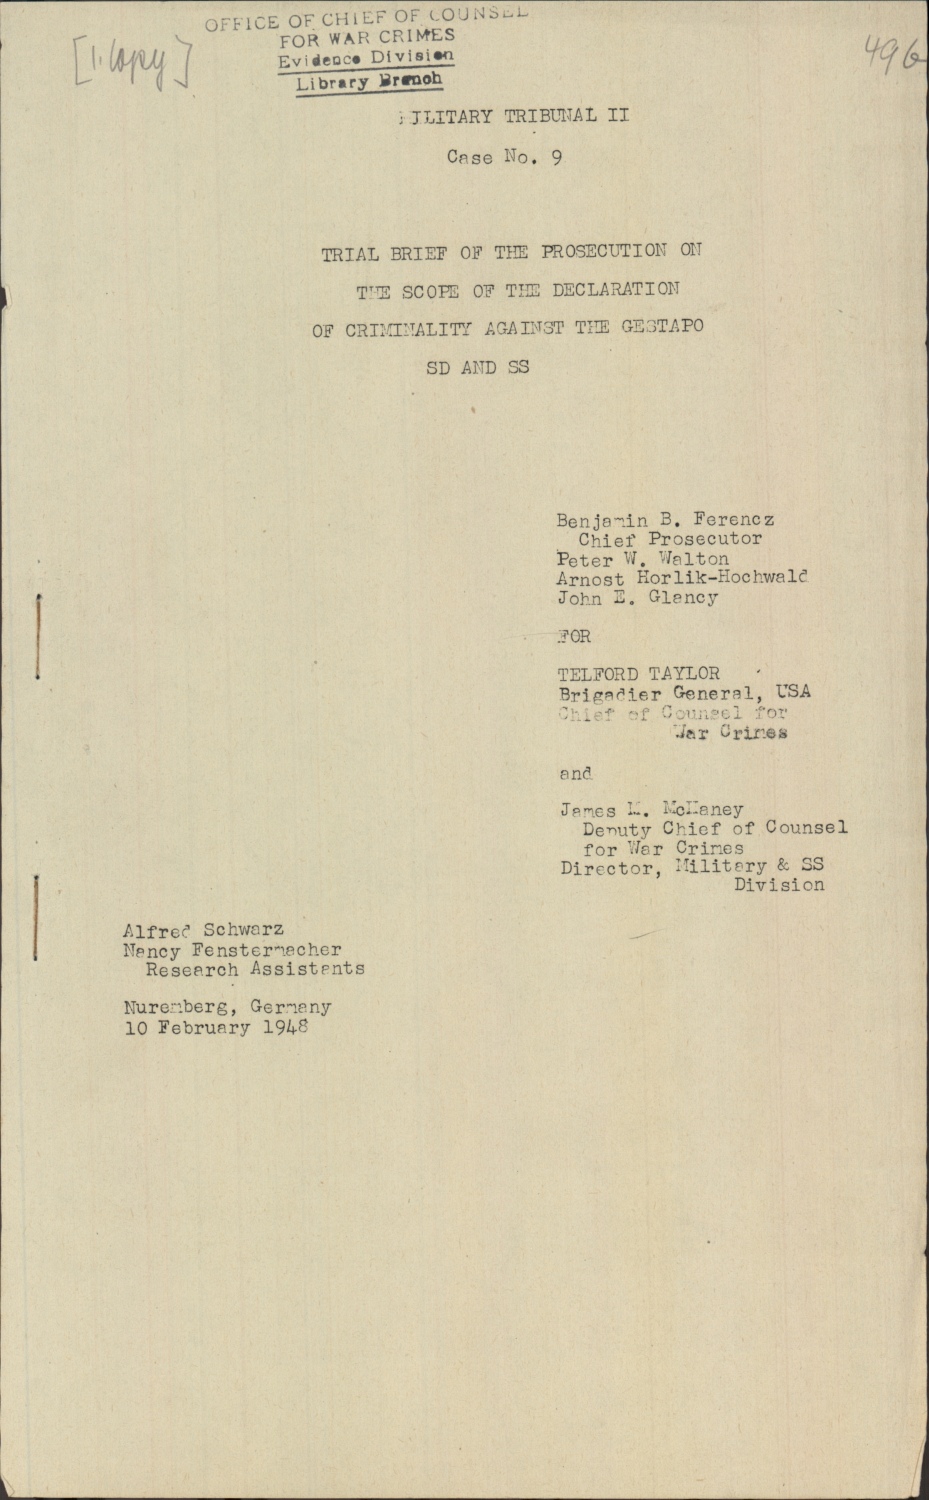 OFFICE OF CHIEF OF COUNSEL
FOR WAR CRIMES
Evidence Division
Library Branch
[1. Copy]
496
MILITARY TRIBUNAL II
Case No. 9
TRIAL BRIEF OF THE PROSECUTION ON
THE SCOPE OF THE DECLARATION
OF CRIMINALITY AGAINST THE GESTAPO
SD AND SS
Benjamin B. Ferencz
Chief Prosecutor
Peter W. Walton
Arnost Horlik-Hochwald
John E. Glancy
FOR
TELFORD TAYLOR
Brigadier General, USA
Chief of Counsel for
War Crimes
and
James M. McHaney
Deputy Chief of Counsel
for War Crimes
Director, Military & SS
Division
Alfred Schwarz
Nancy Fenstermacher
Research Assistants
Nuremberg, Germany
10 February 1948